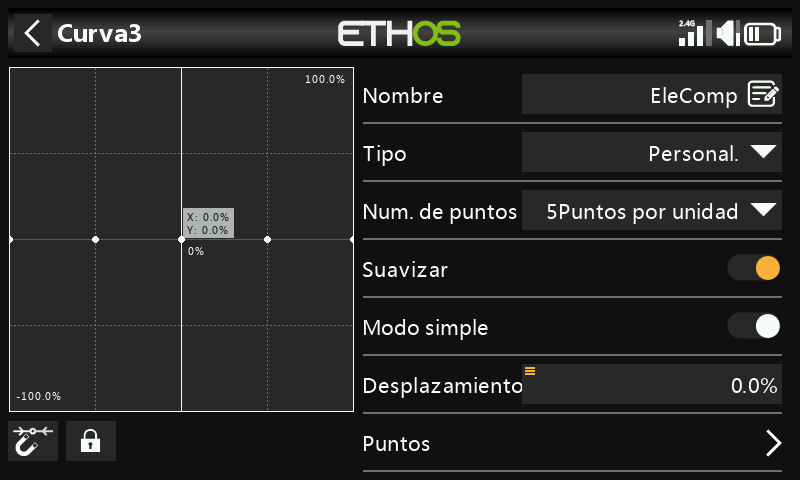 Curva3
ETHOS
2.4G
100.0%
X: 0.0%
Y: 0.0%
0%
-100.0%
Nombre
EleComp
Tipo
Personal.
Num. de puntos
5Puntos por unidad
Suavizar
Modo simple
Desplazamiento
0.0%
Puntos